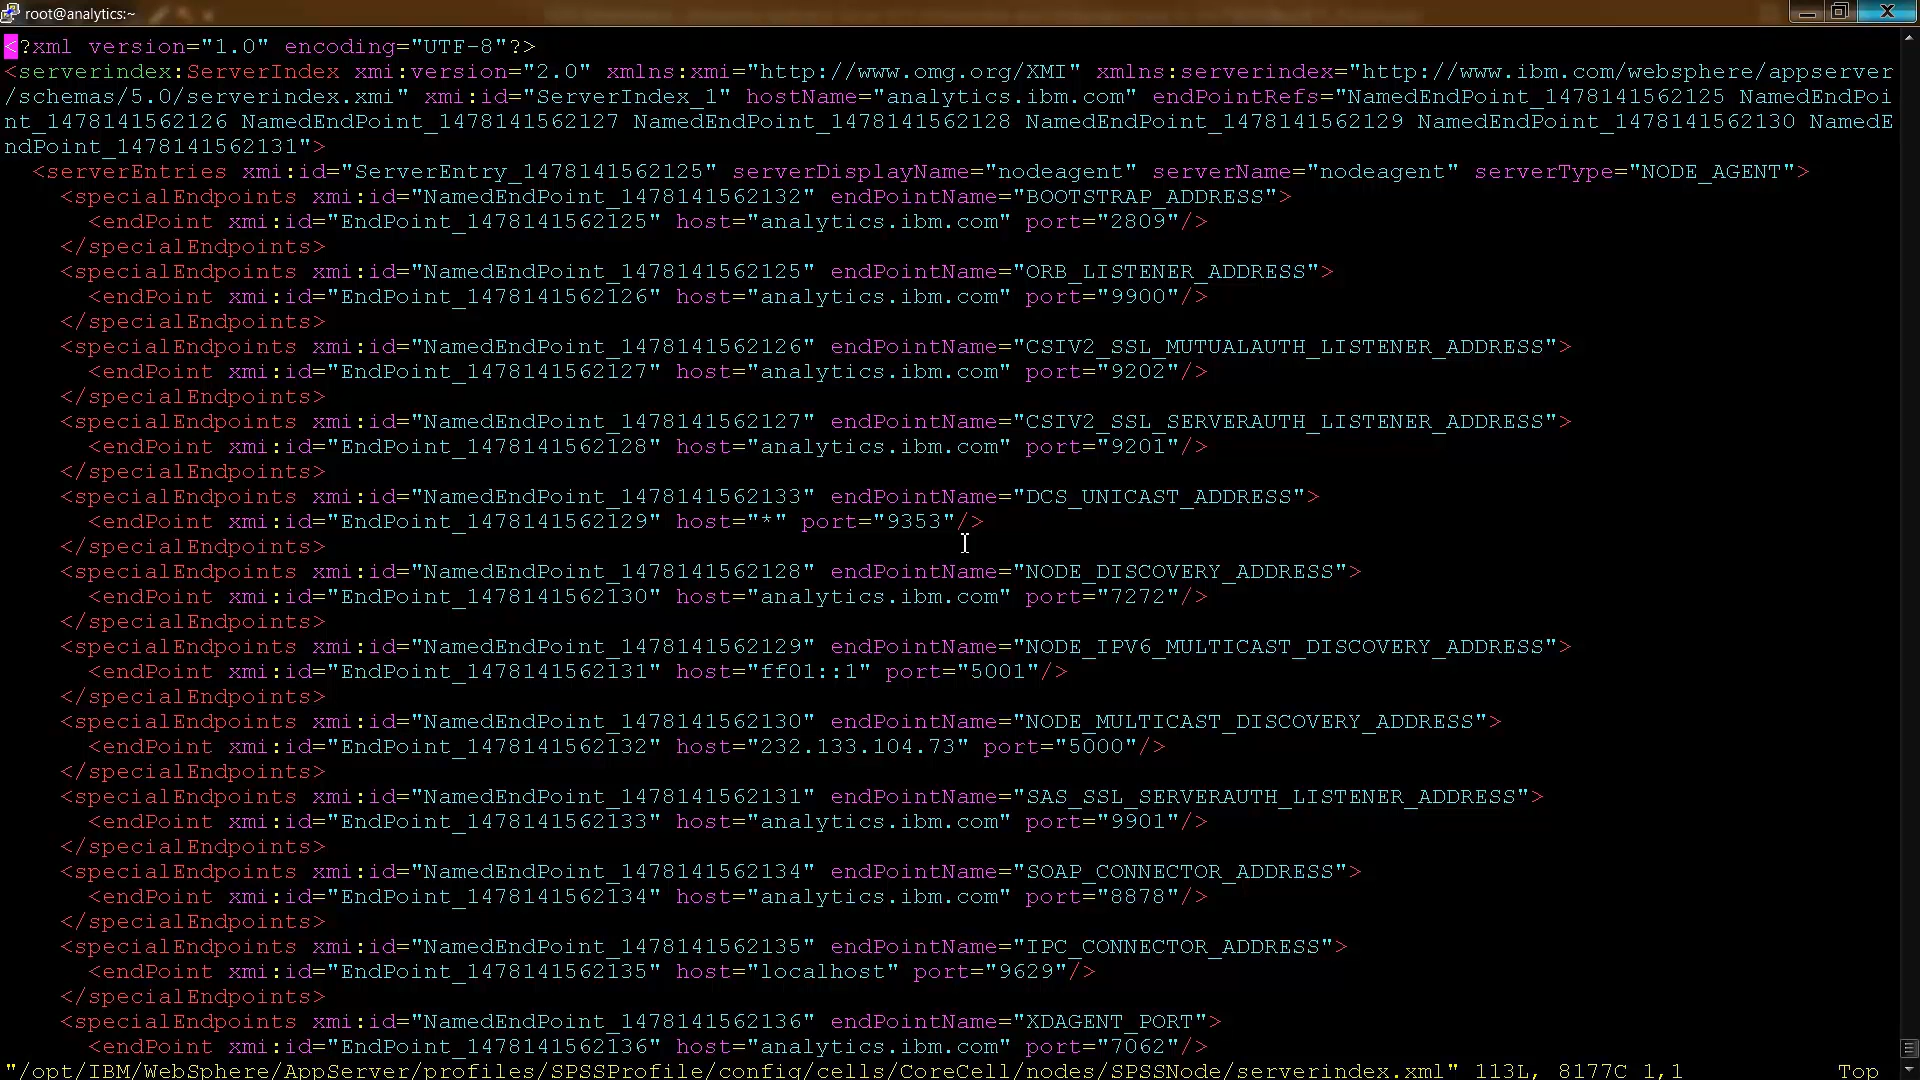 root@analytics:~
<?xml version="1.0" encoding="UTF-8"?>
<serverindex:ServerIndex xmi:version="2.0" xmlns:xmi="http://www.omg.org/XMI" xmlns:serverindex="http://www.ibm.com/websphere/appserver
/schemas/5.0/serverindex.xmi" xmi:id="ServerIndex_1" hostName="analytics.ibm.com" endPointRefs="NamedEndPoint_1478141562125 NamedEndPoi
nt_1478141562126 NamedEndPoint_1478141562127 NamedEndPoint_1478141562128 NamedEndPoint_1478141562129 NamedEndPoint_1478141562130 NamedE
ndPoint_1478141562131">
  <serverEntries xmi:id="ServerEntry_1478141562125" serverDisplayName="nodeagent" serverName="nodeagent" serverType="NODE_AGENT">
    <specialEndpoints xmi:id="NamedEndPoint_1478141562132" endPointName="BOOTSTRAP_ADDRESS">
      <endPoint xmi:id="EndPoint_1478141562125" host="analytics.ibm.com" port="2809"/>
    </specialEndpoints>
    <specialEndpoints xmi:id="NamedEndPoint_1478141562125" endPointName="ORB_LISTENER_ADDRESS">
      <endPoint xmi:id="EndPoint_1478141562126" host="analytics.ibm.com" port="9900"/>
    </specialEndpoints>
    <specialEndpoints xmi:id="NamedEndPoint_1478141562126" endPointName="CSIV2_SSL_MUTUALAUTH_LISTENER_ADDRESS">
      <endPoint xmi:id="EndPoint_1478141562127" host="analytics.ibm.com" port="9202"/>
    </specialEndpoints>
    <specialEndpoints xmi:id="NamedEndPoint_1478141562127" endPointName="CSIV2_SSL_SERVERAUTH_LISTENER_ADDRESS">
      <endPoint xmi:id="EndPoint_1478141562128" host="analytics.ibm.com" port="9201"/>
    </specialEndpoints>
    <specialEndpoints xmi:id="NamedEndPoint_1478141562133" endPointName="DCS_UNICAST_ADDRESS">
      <endPoint xmi:id="EndPoint_1478141562129" host="*" port="9353"/>
    </specialEndpoints>
    <specialEndpoints xmi:id="NamedEndPoint_1478141562128" endPointName="NODE_DISCOVERY_ADDRESS">
      <endPoint xmi:id="EndPoint_1478141562130" host="analytics.ibm.com" port="7272"/>
    </specialEndpoints>
    <specialEndpoints xmi:id="NamedEndPoint_1478141562129" endPointName="NODE_IPV6_MULTICAST_DISCOVERY_ADDRESS">
      <endPoint xmi:id="EndPoint_1478141562131" host="ff01::1" port="5001"/>
    </specialEndpoints>
    <specialEndpoints xmi:id="NamedEndPoint_1478141562130" endPointName="NODE_MULTICAST_DISCOVERY_ADDRESS">
      <endPoint xmi:id="EndPoint_1478141562132" host="232.133.104.73" port="5000"/>
    </specialEndpoints>
    <specialEndpoints xmi:id="NamedEndPoint_1478141562131" endPointName="SAS_SSL_SERVERAUTH_LISTENER_ADDRESS">
      <endPoint xmi:id="EndPoint_1478141562133" host="analytics.ibm.com" port="9901"/>
    </specialEndpoints>
    <specialEndpoints xmi:id="NamedEndPoint_1478141562134" endPointName="SOAP_CONNECTOR_ADDRESS">
      <endPoint xmi:id="EndPoint_1478141562134" host="analytics.ibm.com" port="8878"/>
    </specialEndpoints>
    <specialEndpoints xmi:id="NamedEndPoint_1478141562135" endPointName="IPC_CONNECTOR_ADDRESS">
      <endPoint xmi:id="EndPoint_1478141562135" host="localhost" port="9629"/>
    </specialEndpoints>
    <specialEndpoints xmi:id="NamedEndPoint_1478141562136" endPointName="XDAGENT_PORT">
      <endPoint xmi:id="EndPoint_1478141562136" host="analytics.ibm.com" port="7062"/>
"/opt/IBM/WebSphere/AppServer/profiles/SPSSProfile/config/cells/CoreCell/nodes/SPSSNode/serverindex.xml" 113L, 8177C 1,1 Top